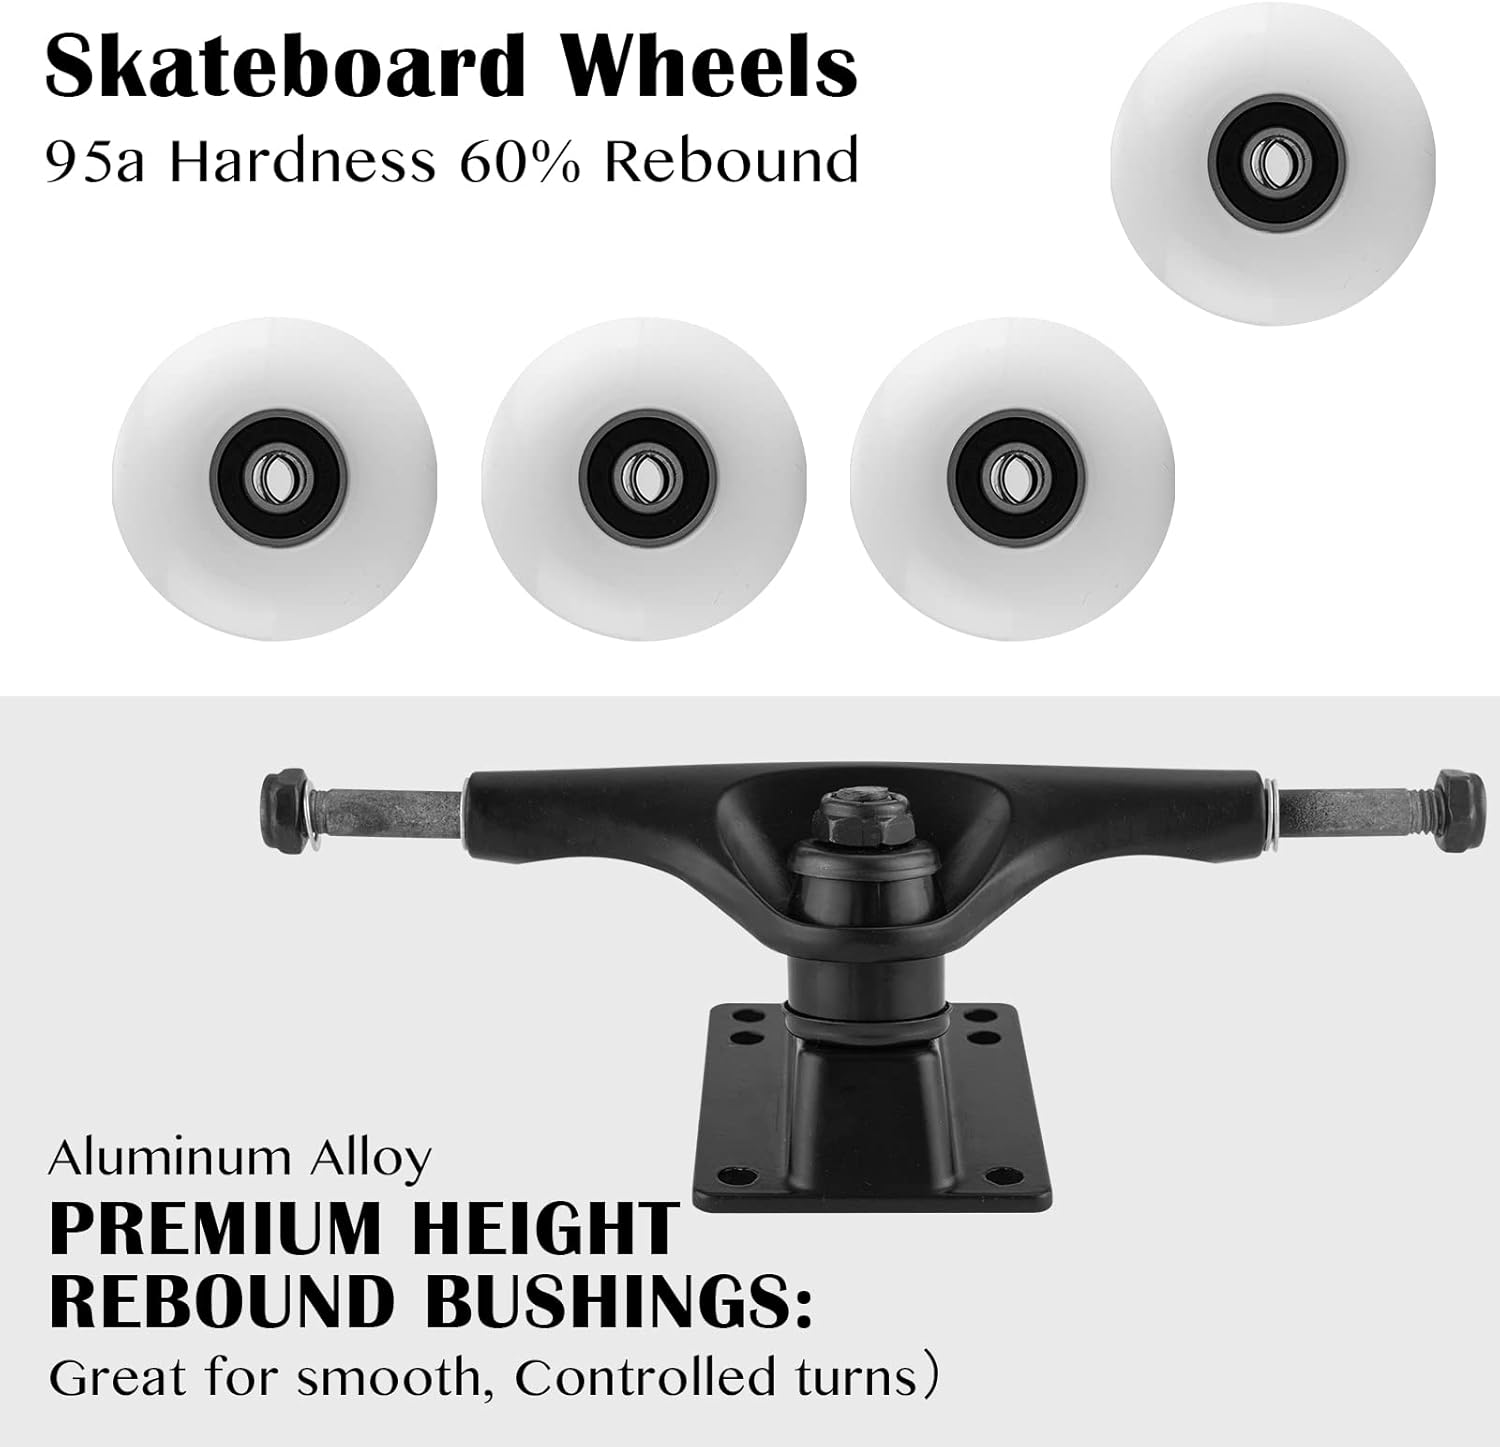 Skateboard Wheels
95a Hardness 60% Rebound
Aluminum Alloy
PREMIUM HEIGHT
REBOUND BUSHINGS:
Great for smooth, Controlled turns）